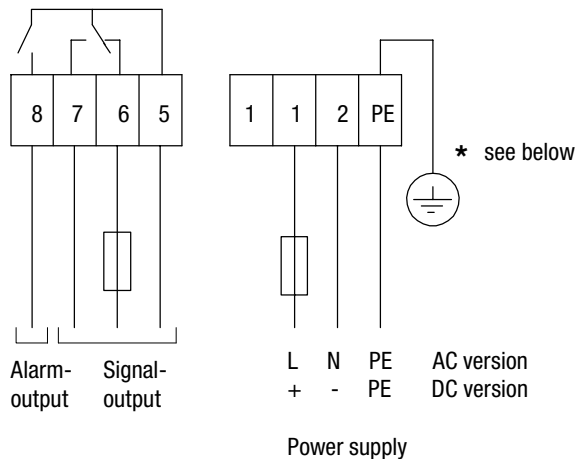 8 7 6 5 1 1 2 PE
* see below
L N PE AC version
+ - PE DC version
Alarm- Signal-
output output
Power supply